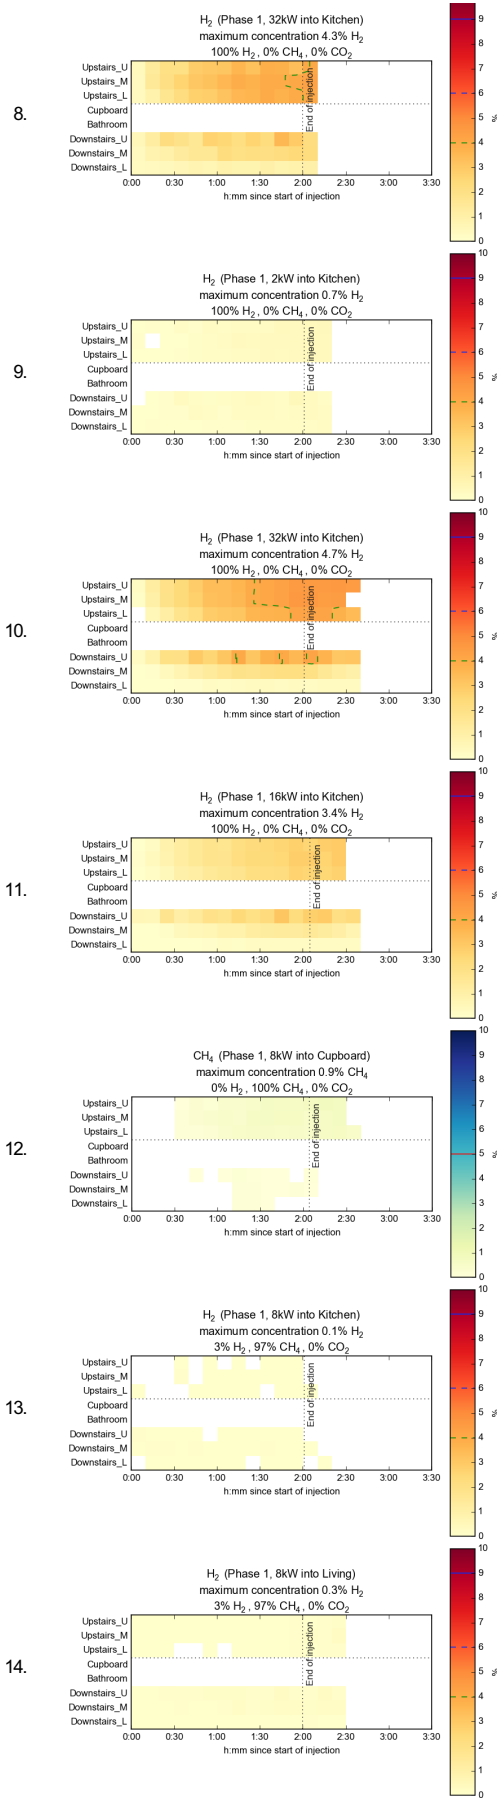 8.
H₂ (Phase 1, 32kW into Kitchen)
maximum concentration 4.3% H₂
100% H₂, 0% CH₄, 0% CO₂
Upstairs_U
Upstairs_M
Upstairs_L
Cupboard
Bathroom
Downstairs_U
Downstairs_M
Downstairs_L
End of injection
0:00 0:30 1:00 1:30 2:00 2:30 3:00 3:30
h:mm since start of injection
9
8
7
6
5
4
3
2
1
0
%
9.
H₂ (Phase 1, 2kW into Kitchen)
maximum concentration 0.7% H₂
100% H₂, 0% CH₄, 0% CO₂
Upstairs_U
Upstairs_M
Upstairs_L
Cupboard
Bathroom
Downstairs_U
Downstairs_M
Downstairs_L
End of injection
0:00 0:30 1:00 1:30 2:00 2:30 3:00 3:30
h:mm since start of injection
10
9
8
7
6
5
4
3
2
1
0
%
10.
H₂ (Phase 1, 32kW into Kitchen)
maximum concentration 4.7% H₂
100% H₂, 0% CH₄, 0% CO₂
Upstairs_U
Upstairs_M
Upstairs_L
Cupboard
Bathroom
Downstairs_U
Downstairs_M
Downstairs_L
End of injection
0:00 0:30 1:00 1:30 2:00 2:30 3:00 3:30
h:mm since start of injection
10
9
8
7
6
5
4
3
2
1
0
%
11.
H₂ (Phase 1, 16kW into Kitchen)
maximum concentration 3.4% H₂
100% H₂, 0% CH₄, 0% CO₂
Upstairs_U
Upstairs_M
Upstairs_L
Cupboard
Bathroom
Downstairs_U
Downstairs_M
Downstairs_L
End of injection
0:00 0:30 1:00 1:30 2:00 2:30 3:00 3:30
h:mm since start of injection
10
9
8
7
6
5
4
3
2
1
0
%
12.
CH₄ (Phase 1, 8kW into Cupboard)
maximum concentration 0.9% CH₄
0% H₂, 100% CH₄, 0% CO₂
Upstairs_U
Upstairs_M
Upstairs_L
Cupboard
Bathroom
Downstairs_U
Downstairs_M
Downstairs_L
End of injection
0:00 0:30 1:00 1:30 2:00 2:30 3:00 3:30
h:mm since start of injection
10
9
8
7
6
5
4
3
2
1
0
%
13.
H₂ (Phase 1, 8kW into Kitchen)
maximum concentration 0.1% H₂
3% H₂, 97% CH₄, 0% CO₂
Upstairs_U
Upstairs_M
Upstairs_L
Cupboard
Bathroom
Downstairs_U
Downstairs_M
Downstairs_L
End of injection
0:00 0:30 1:00 1:30 2:00 2:30 3:00 3:30
h:mm since start of injection
10
9
8
7
6
5
4
3
2
1
0
%
14.
H₂ (Phase 1, 8kW into Living)
maximum concentration 0.3% H₂
3% H₂, 97% CH₄, 0% CO₂
Upstairs_U
Upstairs_M
Upstairs_L
Cupboard
Bathroom
Downstairs_U
Downstairs_M
Downstairs_L
End of injection
0:00 0:30 1:00 1:30 2:00 2:30 3:00 3:30
h:mm since start of injection
10
9
8
7
6
5
4
3
2
1
0
%